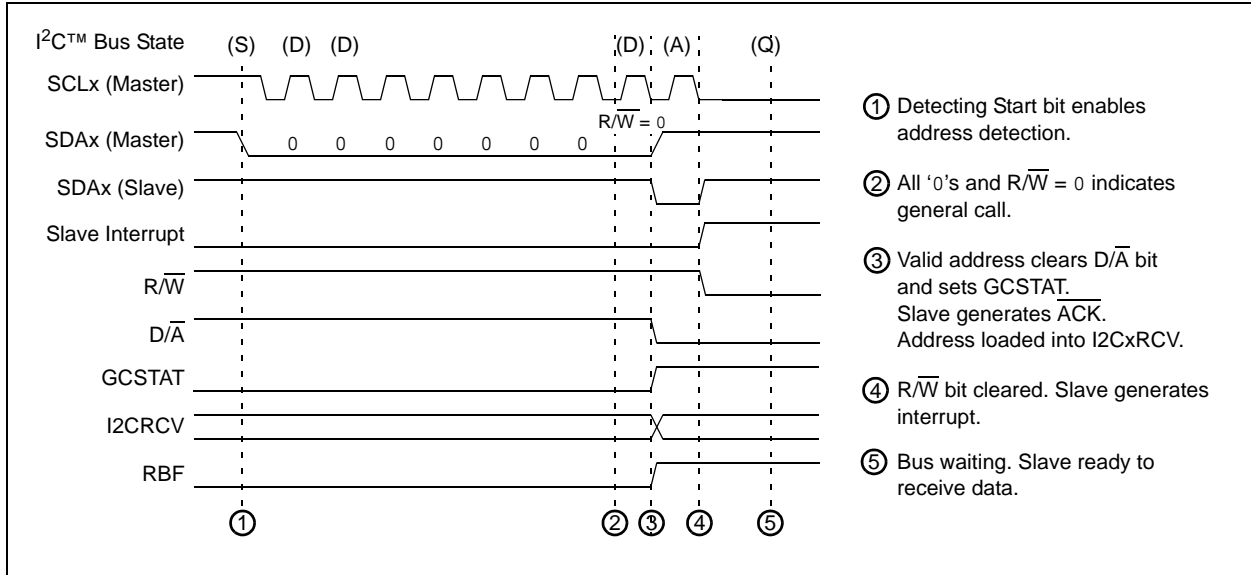 I2C™ Bus State (S) (D) (D) (D) (A) (Q)
SCLx (Master)
R/W = 0
SDAx (Master) 0 0 0 0 0 0 0
SDAx (Slave)
Slave Interrupt
R/W
D/A
GCSTAT
I2CRCV
RBF
1 2 3 4 5
1 Detecting Start bit enables
address detection.
2 All ‘0’s and R/W = 0 indicates
general call.
3 Valid address clears D/A bit
and sets GCSTAT.
Slave generates ACK.
Address loaded into I2CxRCV.
4 R/W bit cleared. Slave generates
interrupt.
5 Bus waiting. Slave ready to
receive data.